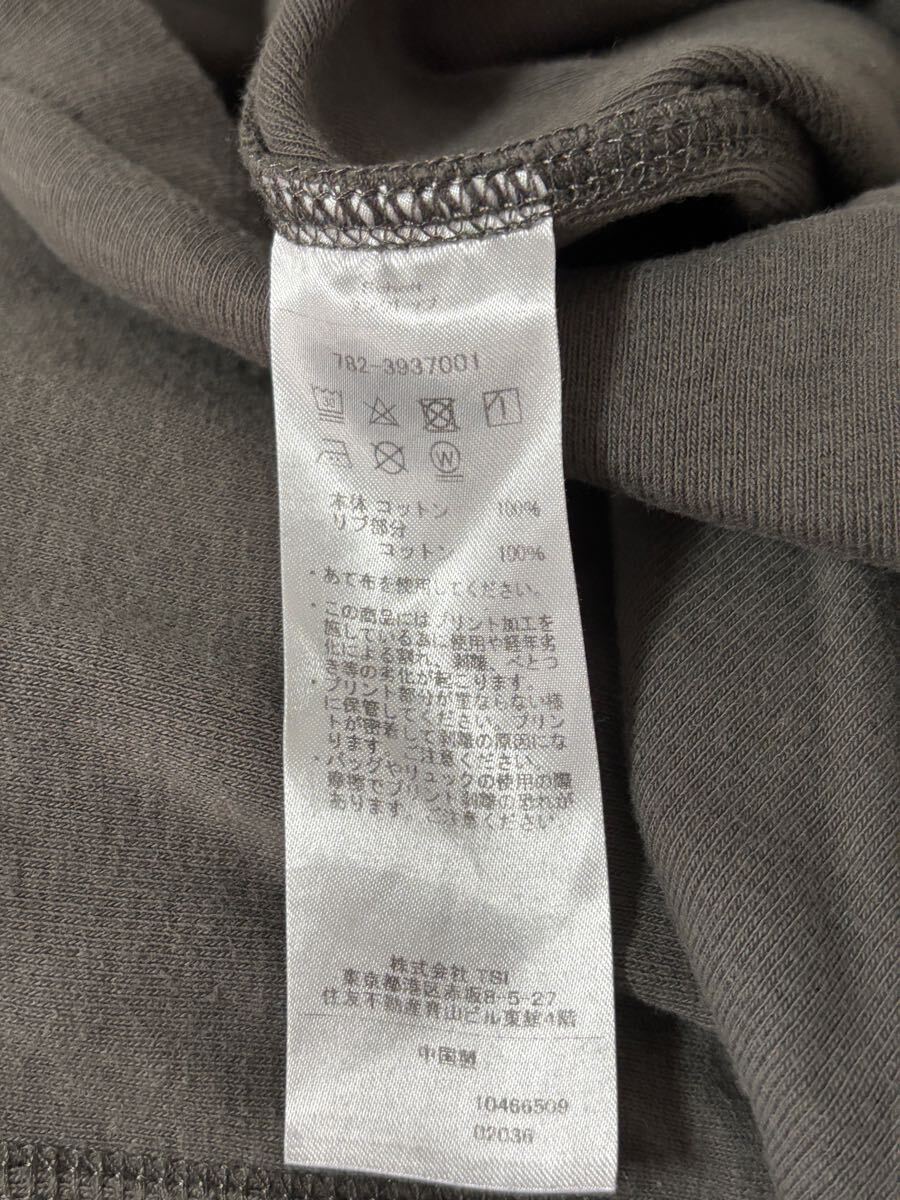 782-3937001
W
本体 コットン 100%
リブ部分
コットン 100%
・あて布を使用してください。
・この商品にはプリント加工を
施している為、使用や経年劣
化による割れ、剥離、ベトつ
き等の変化が起こります
・プリント部分が重ならない様
に保管してください。プリン
トが密着して剥離の原因にな
ります。ご注意ください。
・バッグやリュックの使用の際
摩擦でプリント剥離の恐れが
あります。ご注意ください
株式会社 TSI
東京都港区赤坂8-5-27
住友不動産青山ビル東館4階
中国製
10466509
02036